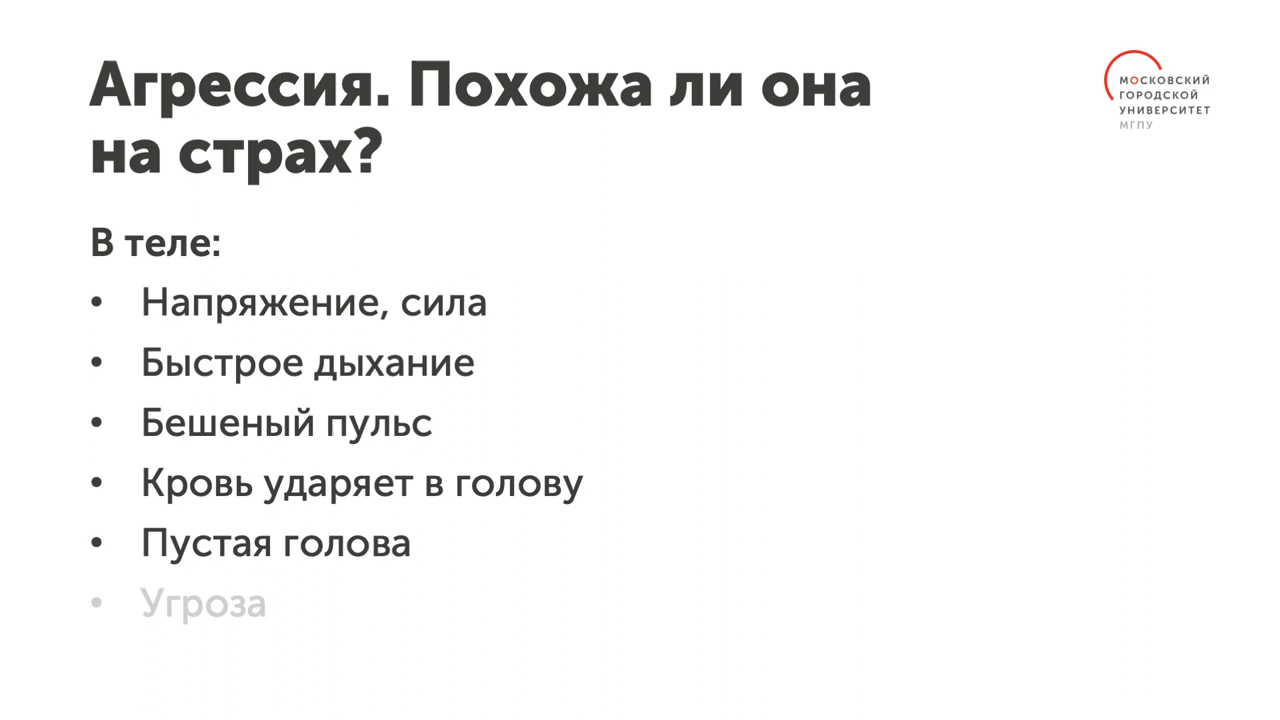 Агрессия. Похожа ли она
на страх?
МОСКОВСКИЙ
ГОРОДСКОЙ
УНИВЕРСИТЕТ
МГПУ
В теле:
• Напряжение, сила
• Быстрое дыхание
• Бешеный пульс
• Кровь ударяет в голову
• Пустая голова
• Угроза